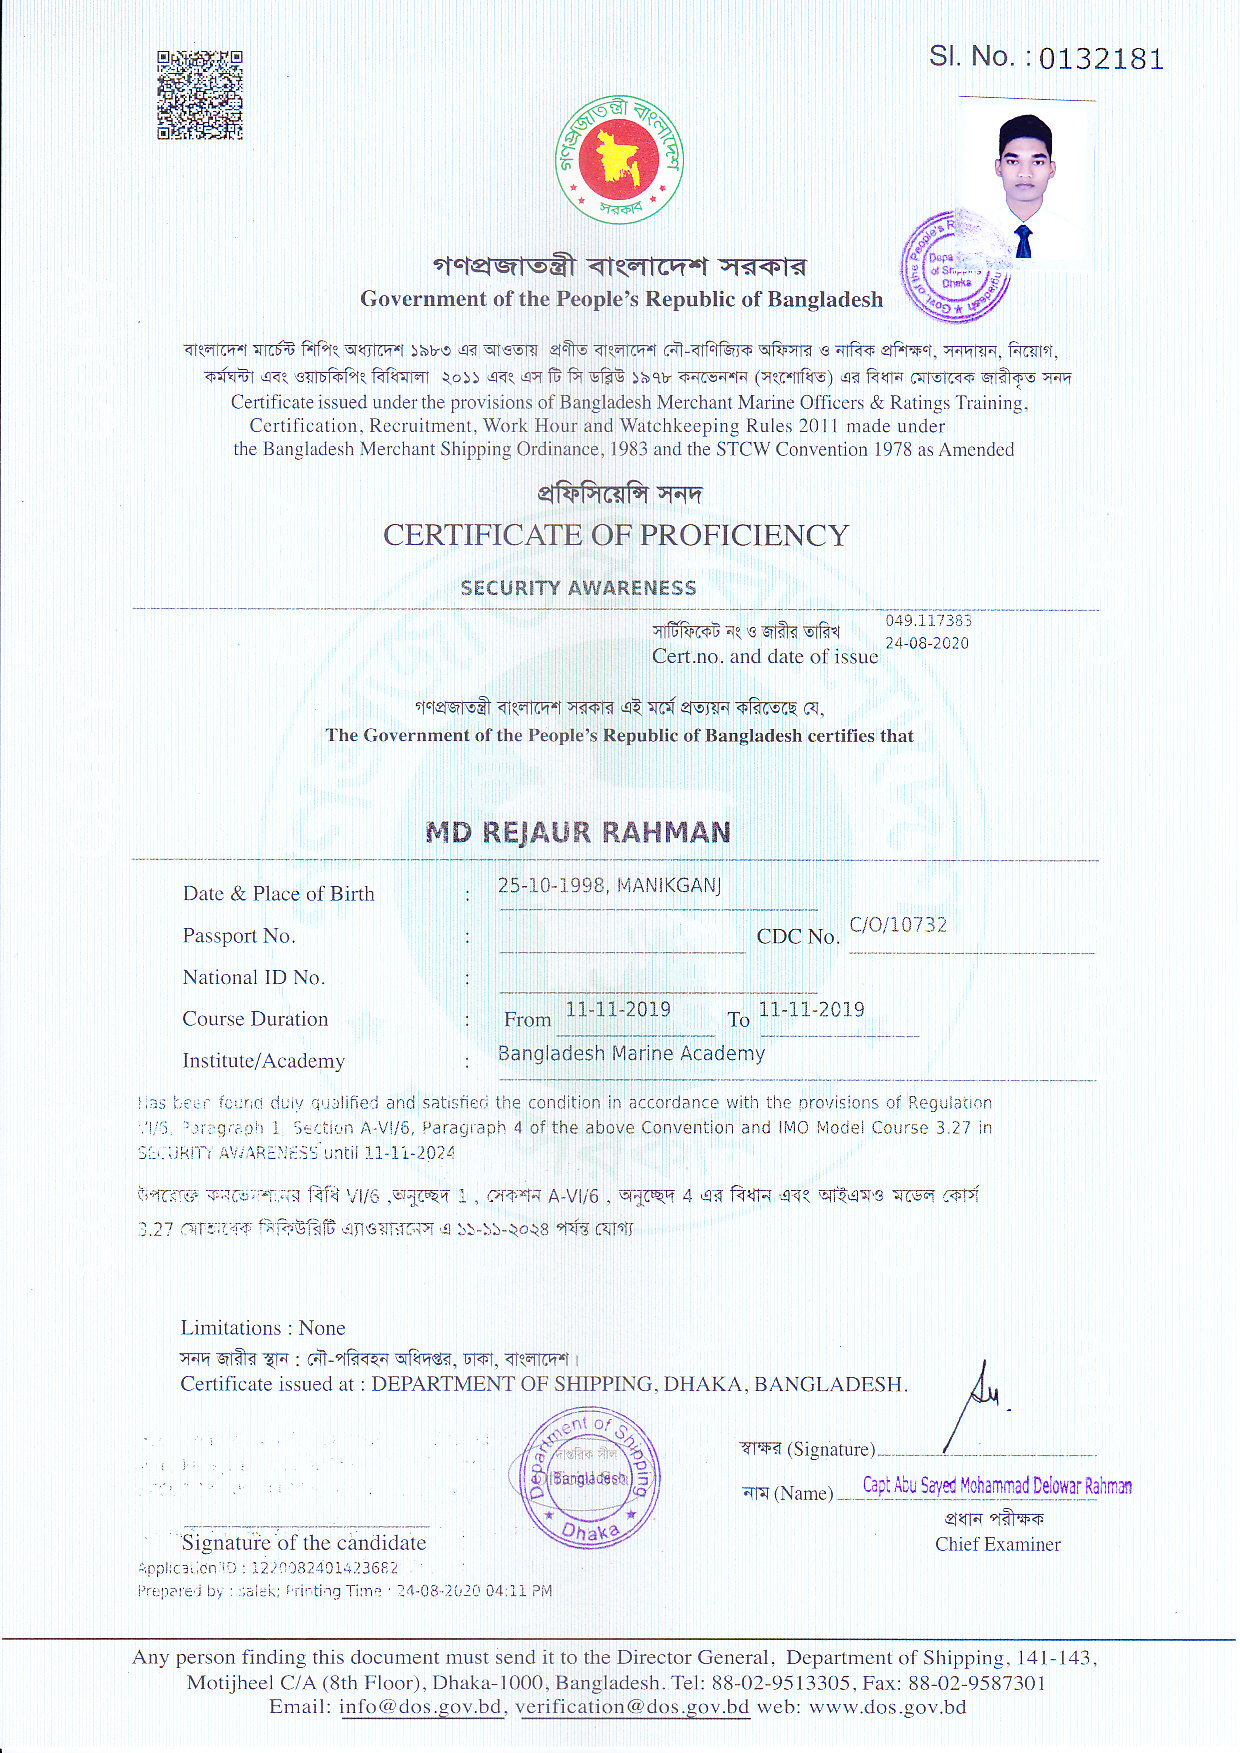 Sl. No. : 0132181
গণপ্রজাতন্ত্রী বাংলাদেশ
সরকার
Govt of the People's
Bangladesh
of
Dhaka
গণপ্রজাতন্ত্রী বাংলাদেশ সরকার
Government of the People's Republic of Bangladesh
বাংলাদেশ মার্চেন্ট শিপিং অধ্যাদেশ ১৯৮৩ এর আওতায় প্রণীত বাংলাদেশ নৌ-বাণিজ্যিক অফিসার ও নাবিক প্রশিক্ষণ, সনদায়ন, নিয়োগ,
কর্মঘন্টা এবং ওয়াচকিপিং বিধিমালা ২০১১ এবং এস টি সি ডব্লিউ ১৯৭৮ কনভেনশন (সংশোধিত) এর বিধান মোতাবেক জারীকৃত সনদ
Certificate issued under the provisions of Bangladesh Merchant Marine Officers & Ratings Training,
Certification, Recruitment, Work Hour and Watchkeeping Rules 2011 made under
the Bangladesh Merchant Shipping Ordinance, 1983 and the STCW Convention 1978 as Amended
প্রফিসিয়েন্সি সনদ
CERTIFICATE OF PROFICIENCY
SECURITY AWARENESS
সার্টিফিকেট নং ও জারীর তারিখ 049.117383
Cert.no. and date of issue 24-08-2020
গণপ্রজাতন্ত্রী বাংলাদেশ সরকার এই মর্মে প্রত্যয়ন করিতেছে যে,
The Government of the People's Republic of Bangladesh certifies that
MD REJAUR RAHMAN
Date & Place of Birth : 25-10-1998, MANIKGANJ
Passport No. : CDC No. C/O/10732
National ID No. :
Course Duration : From 11-11-2019 To 11-11-2019
Institute/Academy : Bangladesh Marine Academy
Has been found duly qualified and satisfied the condition in accordance with the provisions of Regulation
VI/6, Paragraph 1, Section A-VI/6, Paragraph 4 of the above Convention and IMO Model Course 3.27 in
SECURITY AWARENESS until 11-11-2024
উপরোক্ত কনভেনশনের বিধি VI/6 ,অনুচ্ছেদ 1 , সেকশন A-VI/6 , অনুচ্ছেদ 4 এর বিধান এবং আইএমও মডেল কোর্স
3.27 মোতাবেক সিকিউরিটি এ্যাওয়ারনেস এ ১১-১১-২০২৪ পর্যন্ত যোগ্য
Limitations : None
সনদ জারীর স্থান : নৌ-পরিবহন অধিদপ্তর, ঢাকা, বাংলাদেশ।
Certificate issued at : DEPARTMENT OF SHIPPING, DHAKA, BANGLADESH.
Department of Shipping
দাপ্তরিক সীল
Bangladesh
Dhaka
স্বাক্ষর (Signature)
নাম (Name) Capt Abu Sayed Mohammad Delowar Rahman
প্রধান পরীক্ষক
Chief Examiner
Signature of the candidate
Application ID : 1220082401423682
Prepared by : Salek; Printing Time : 24-08-2020 04:11 PM
Any person finding this document must send it to the Director General, Department of Shipping, 141-143,
Motijheel C/A (8th Floor), Dhaka-1000, Bangladesh. Tel: 88-02-9513305, Fax: 88-02-9587301
Email: info@dos.gov.bd, verification@dos.gov.bd web: www.dos.gov.bd